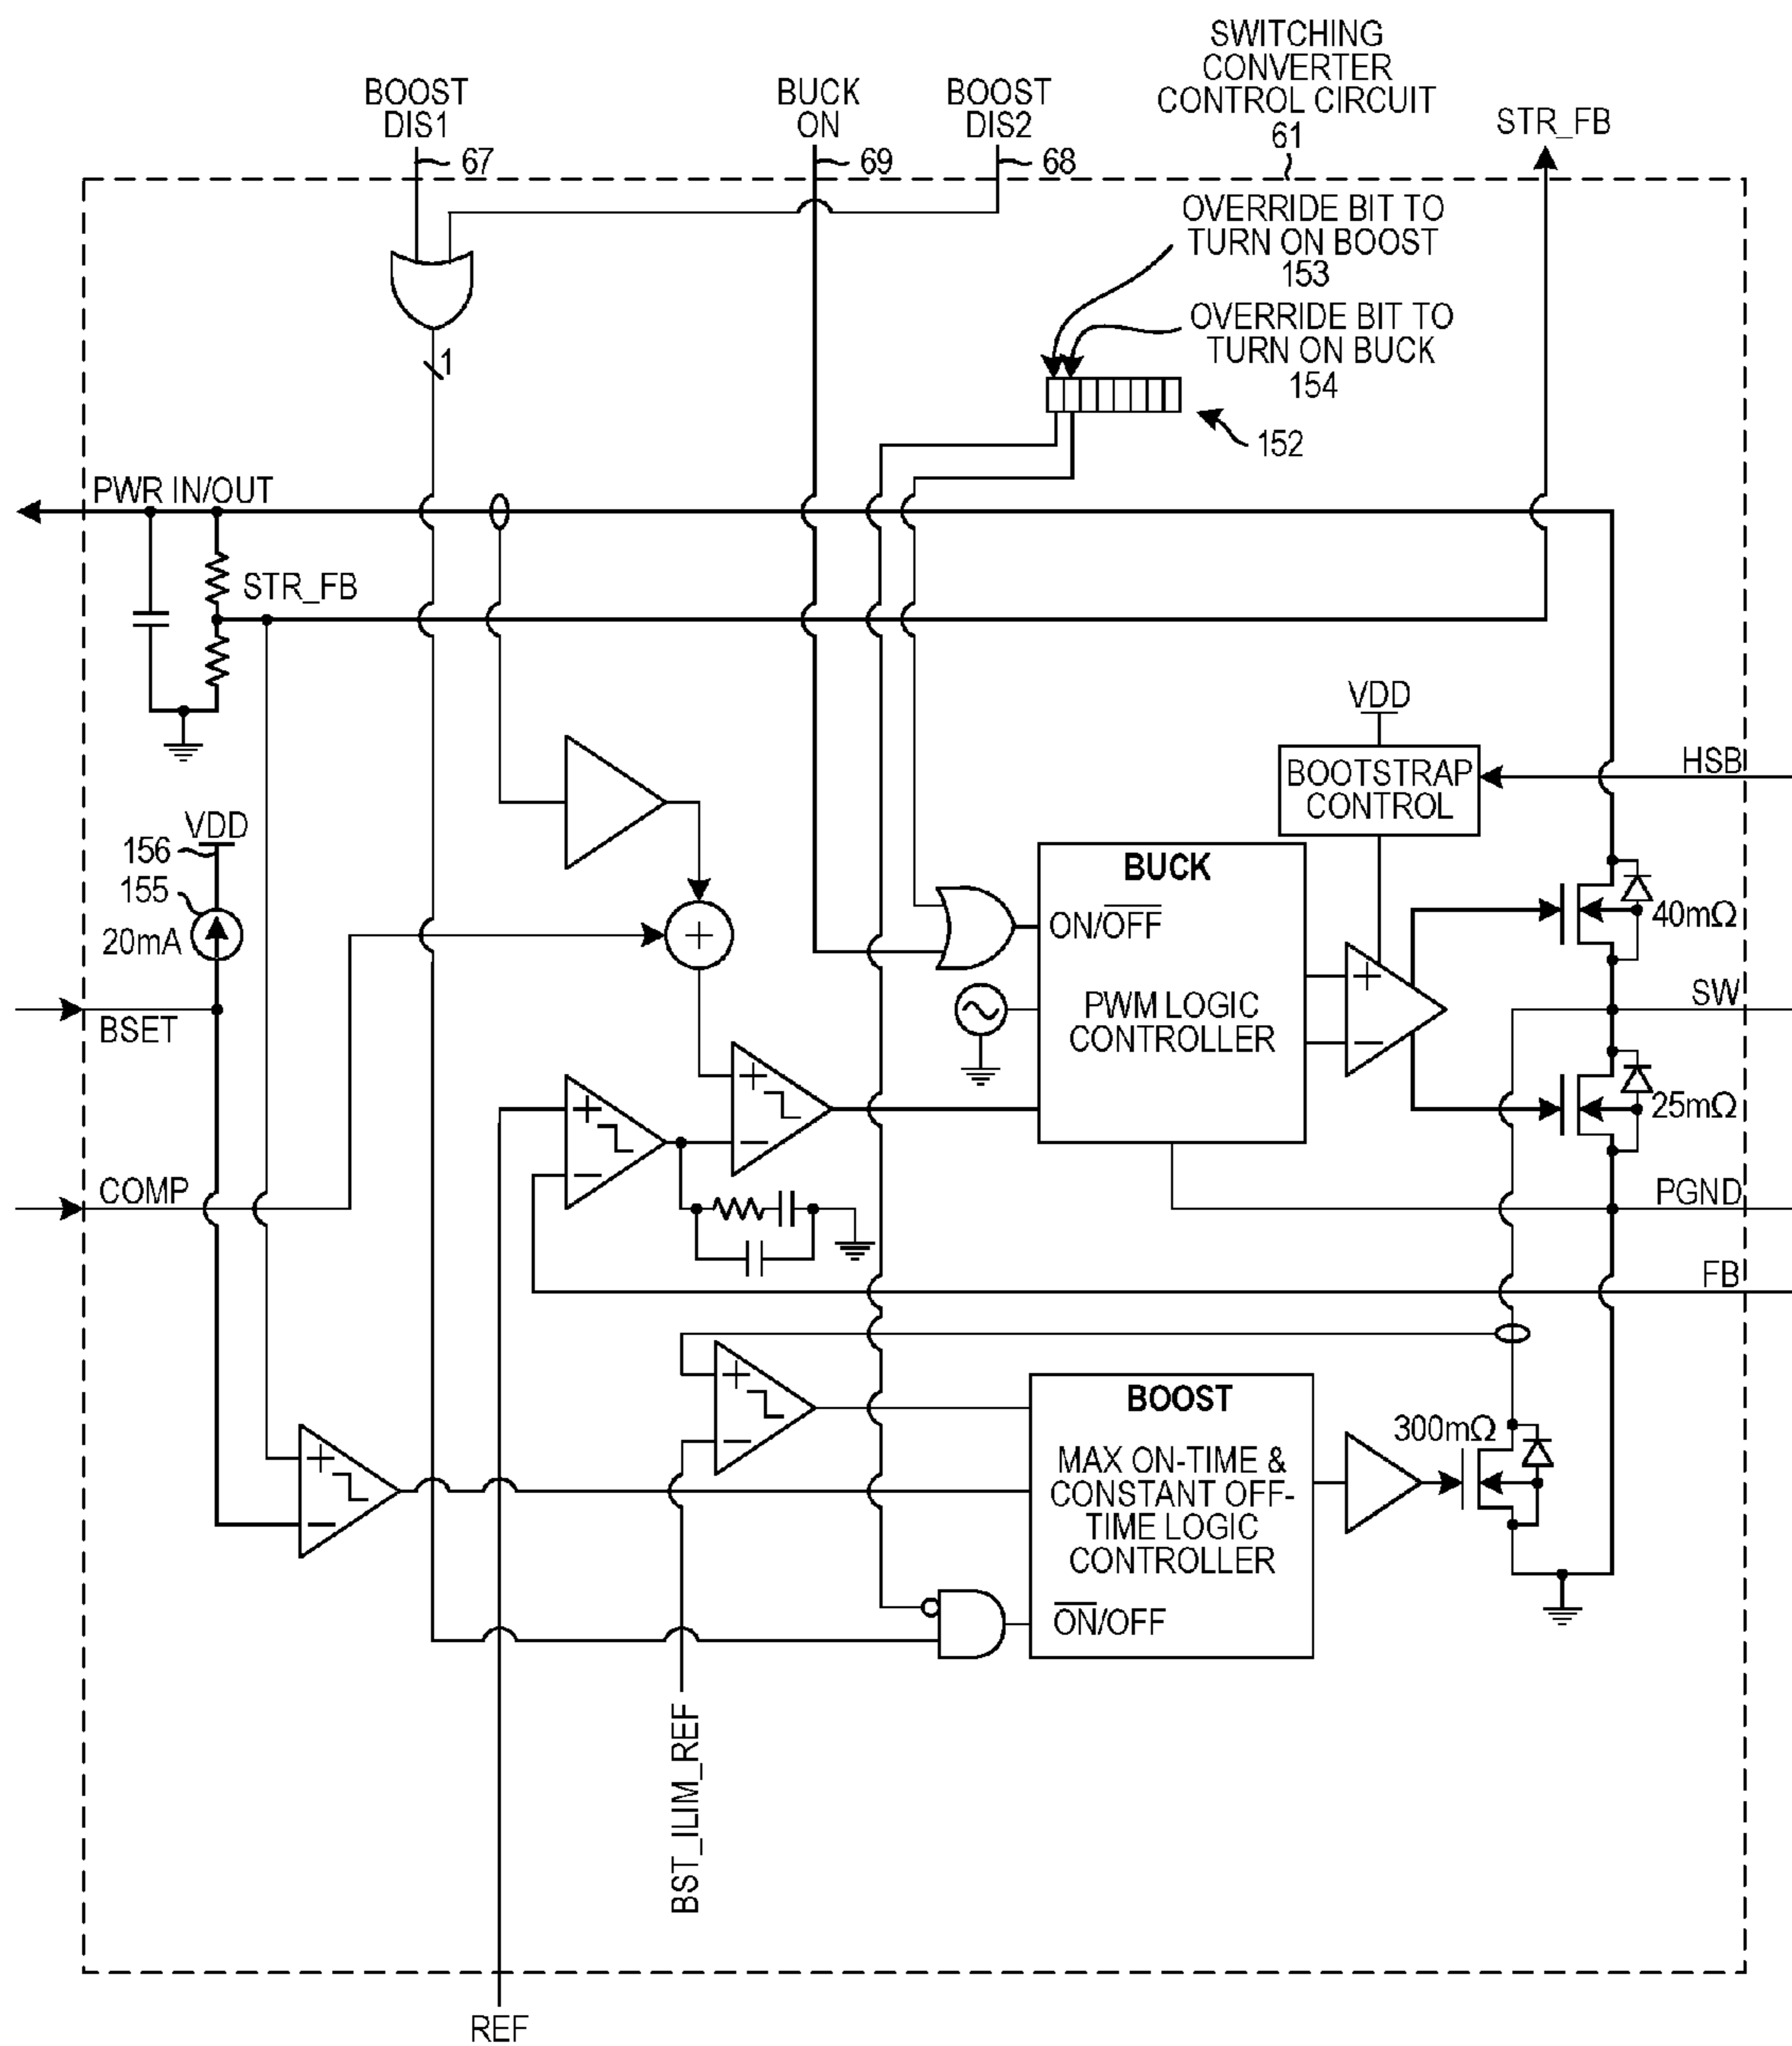 SWITCHING
CONVERTER
CONTROL CIRCUIT
61
BOOST
DIS1
67
BUCK
ON
69
BOOST
DIS2
68
STR_FB
OVERRIDE BIT TO
TURN ON BOOST
153
OVERRIDE BIT TO
TURN ON BUCK
154
152
1
PWR IN/OUT
STR_FB
VDD
HSB
BOOTSTRAP
CONTROL
VDD
156
155
20mA
BUCK
ON/OFF
PWM LOGIC
CONTROLLER
+
+
−
40mΩ
SW
BSET
25mΩ
+
−
+
−
COMP
PGND
FB
+
−
BOOST
MAX ON-TIME &
CONSTANT OFF-
TIME LOGIC
CONTROLLER
ON/OFF
300mΩ
+
−
BST_ILIM_REF
REF